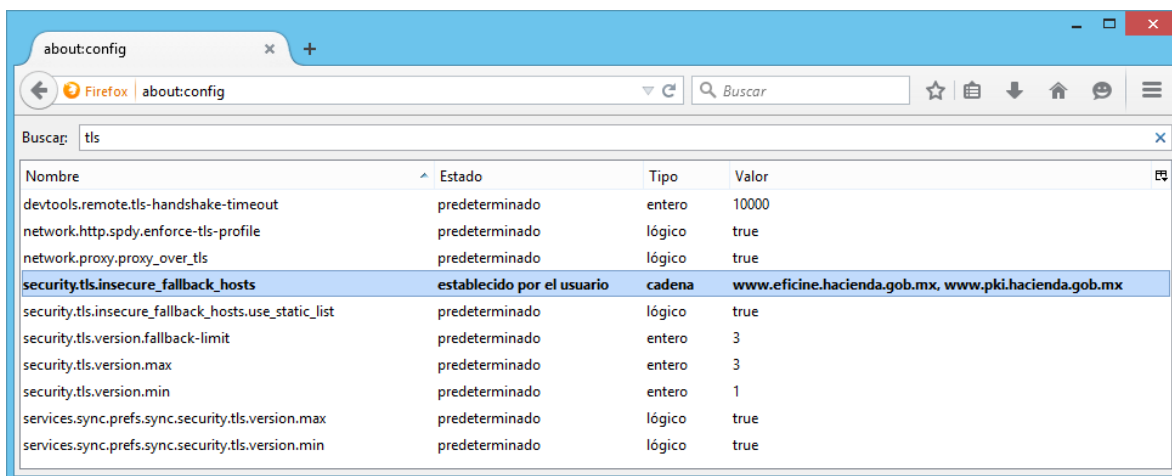 about:config
Firefox about:config Buscar
Buscar: tls
Nombre Estado Tipo Valor
devtools.remote.tls-handshake-timeout predeterminado entero 10000
network.http.spdy.enforce-tls-profile predeterminado lógico true
network.proxy.proxy_over_tls predeterminado lógico true
security.tls.insecure_fallback_hosts establecido por el usuario cadena www.eficine.hacienda.gob.mx, www.pki.hacienda.gob.mx
security.tls.insecure_fallback_hosts.use_static_list predeterminado lógico true
security.tls.version.fallback-limit predeterminado entero 3
security.tls.version.max predeterminado entero 3
security.tls.version.min predeterminado entero 1
services.sync.prefs.sync.security.tls.version.max predeterminado lógico true
services.sync.prefs.sync.security.tls.version.min predeterminado lógico true